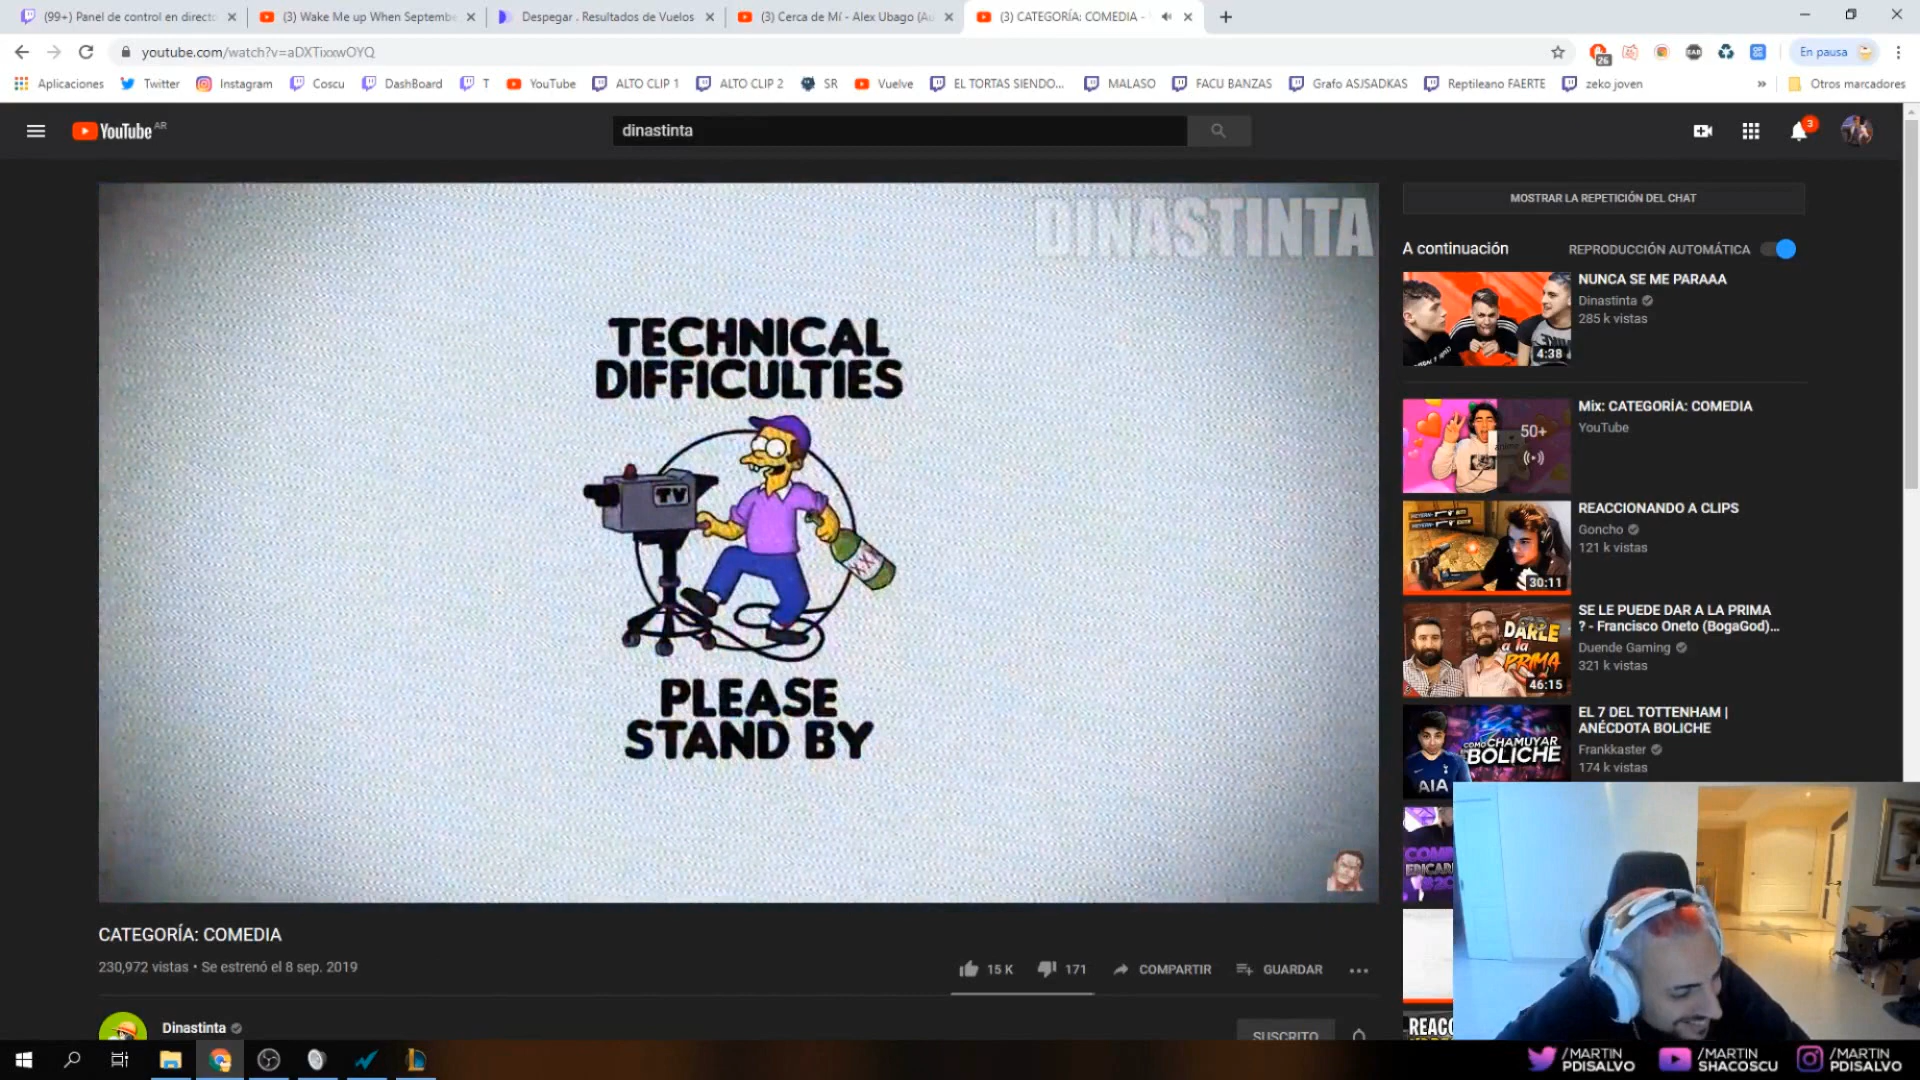 (99+) Panel de control en directo
(3) Wake Me up When Septembe
Despegar . Resultados de Vuelos
(3) Cerca de Mí - Alex Ubago (Au
(3) CATEGORÍA: COMEDIA -
youtube.com/watch?v=aDXTixxwOYQ
26
En pausa
Aplicaciones
Twitter
Instagram
Coscu
DashBoard
T
YouTube
ALTO CLIP 1
ALTO CLIP 2
SR
Vuelve
EL TORTAS SIENDO...
MALASO
FACU BANZAS
Grafo ASJSADKAS
Reptileano FAERTE
zeko joven
»
Otros marcadores
YouTube AR
dinastinta
3
DINASTINTA
TECHNICAL
DIFFICULTIES
TV
XX
PLEASE
STAND BY
MOSTRAR LA REPETICIÓN DEL CHAT
A continuación
REPRODUCCIÓN AUTOMÁTICA
NUNCA SE ME PARAAA
Dinastinta
285 k vistas
4:38
Mix: CATEGORÍA: COMEDIA
YouTube
50+
REACCIONANDO A CLIPS
Goncho
121 k vistas
30:11
SE LE PUEDE DAR A LA PRIMA
? - Francisco Oneto (BogaGod)...
Duende Gaming
321 k vistas
DARLE
a la
PRIMA
46:15
EL 7 DEL TOTTENHAM |
ANÉCDOTA BOLICHE
Frankkaster
174 k vistas
COMO CHAMUYAR
BOLICHE
AIA
CATEGORÍA: COMEDIA
230,972 vistas • Se estrenó el 8 sep. 2019
15 K
171
COMPARTIR
GUARDAR
Dinastinta
SUSCRITO
REAC
/MARTIN
PDISALVO
/MARTIN
SHACOSCU
/MARTIN
PDISALVO